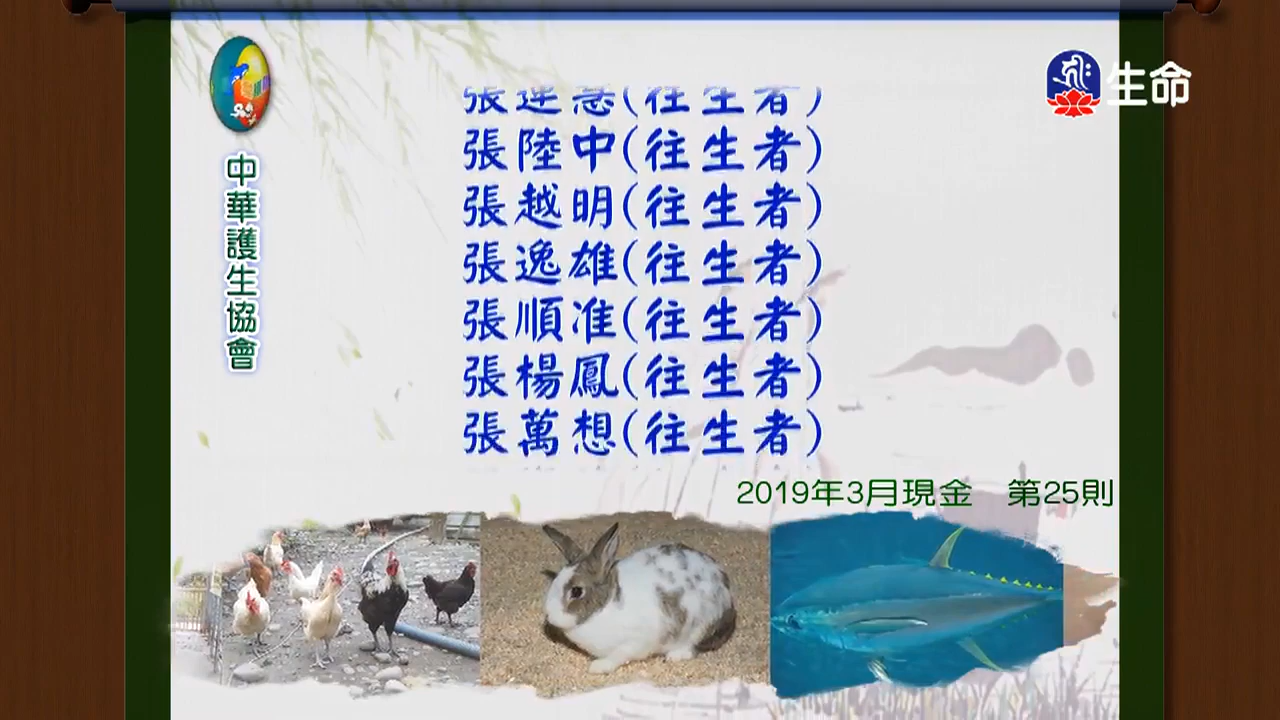 生命
中華護生協會
張陸中(往生者)
張越明(往生者)
張逸雄(往生者)
張順准(往生者)
張楊鳳(往生者)
張萬想(往生者)
2019年3月現金 第25則